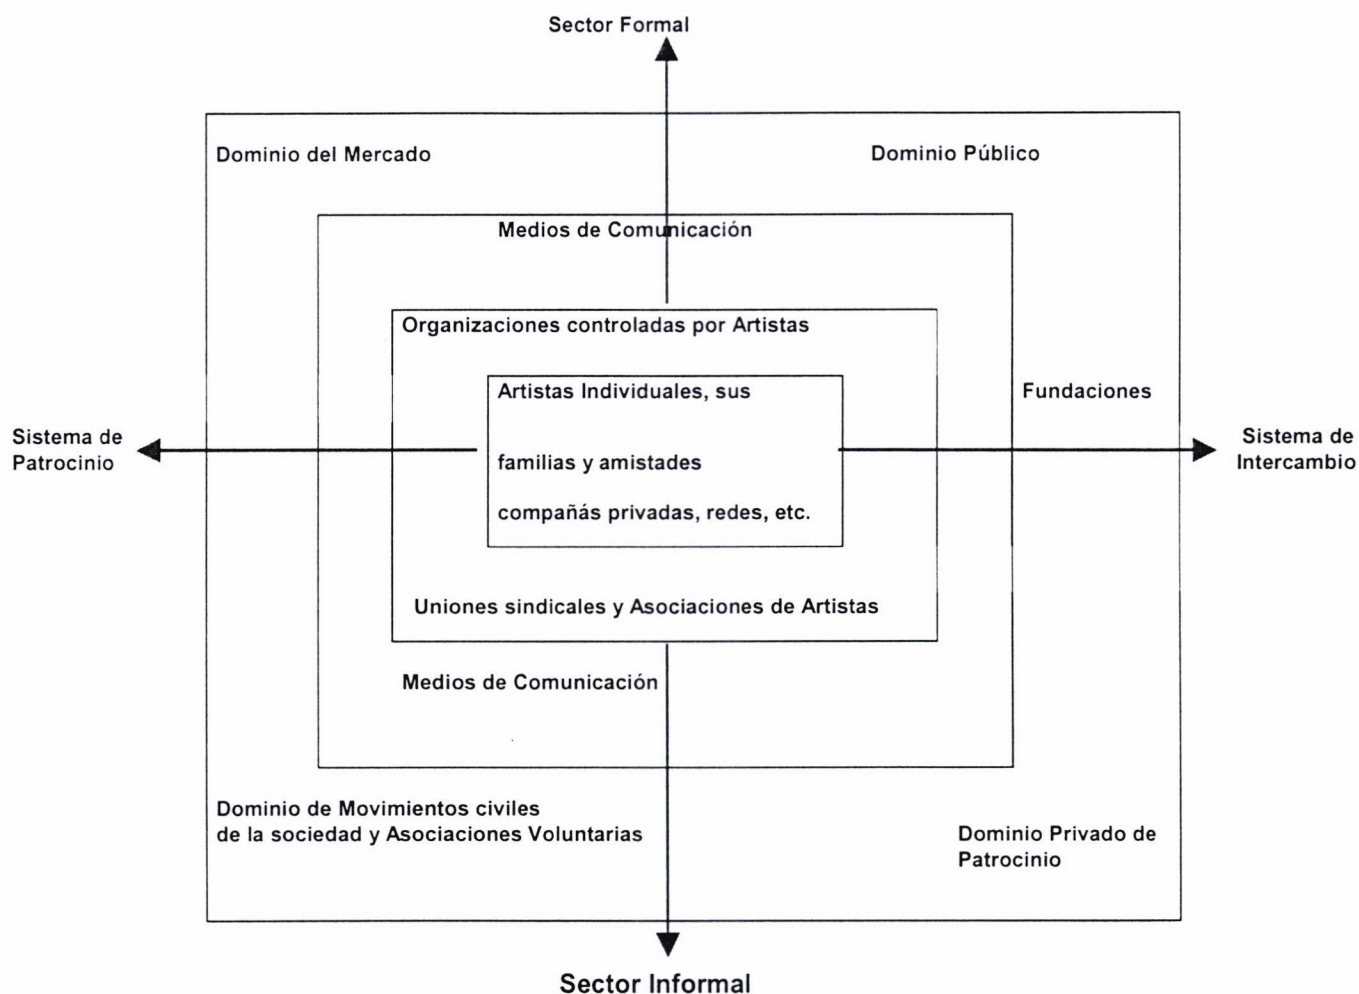 Sector Formal
Dominio del Mercado
Dominio Público
Medios de Comunicación
Organizaciones controladas por Artistas
Artistas Individuales, sus
familias y amistades
compañás privadas, redes, etc.
Fundaciones
Sistema de
Patrocinio
Sistema de
Intercambio
Uniones sindicales y Asociaciones de Artistas
Medios de Comunicación
Dominio de Movimientos civiles
de la sociedad y Asociaciones Voluntarias
Dominio Privado de
Patrocinio
Sector Informal